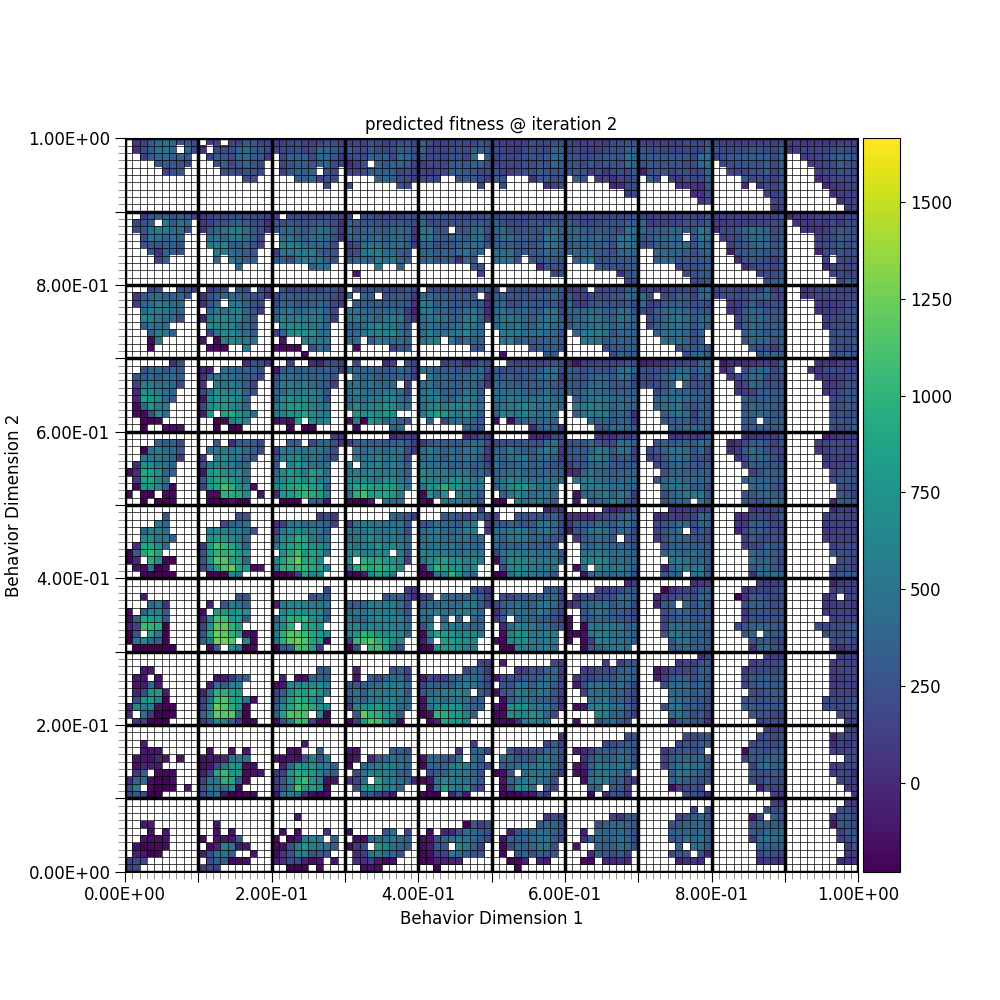 predicted fitness @ iteration 2
1.00E+00
8.00E-01
6.00E-01
4.00E-01
2.00E-01
0.00E+00
Behavior Dimension 2
0.00E+00 2.00E-01 4.00E-01 6.00E-01 8.00E-01 1.00E+00
Behavior Dimension 1
1500
1250
1000
750
500
250
0